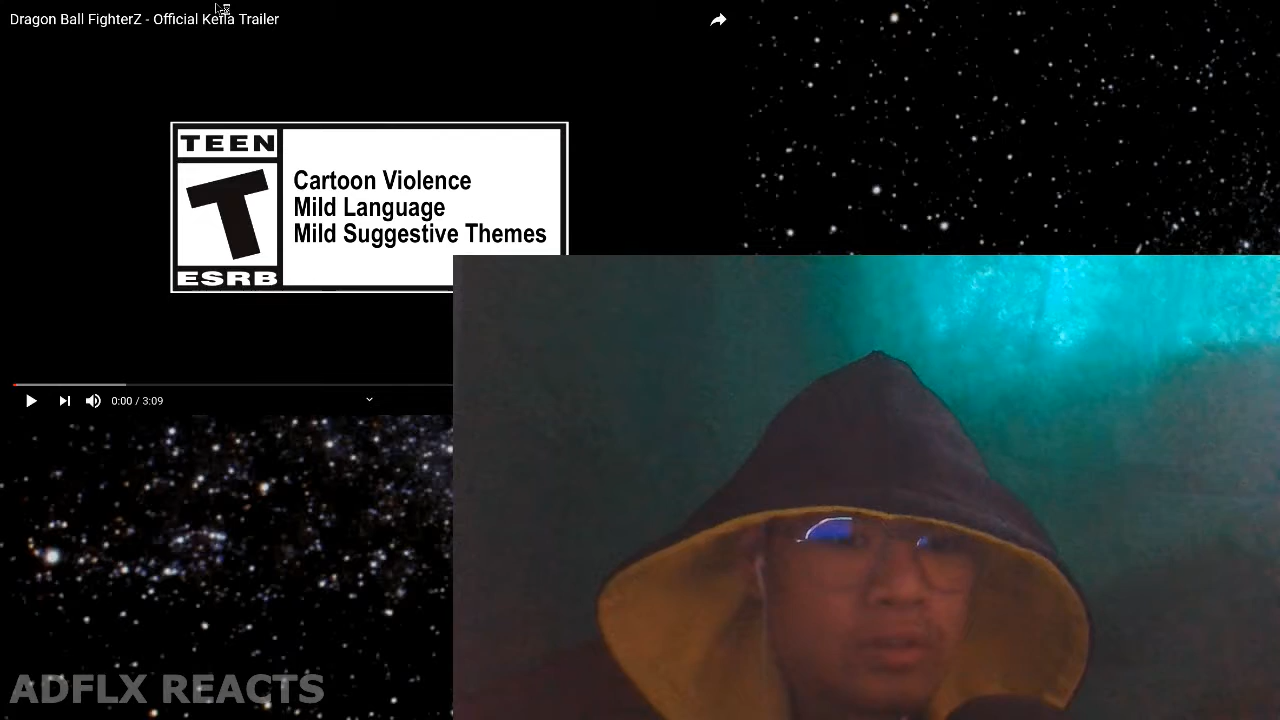 Dragon Ball FighterZ - Official Kefla Trailer
TEEN
T
ESRB
Cartoon Violence
Mild Language
Mild Suggestive Themes
0:00 / 3:09
ADFLX REACTS